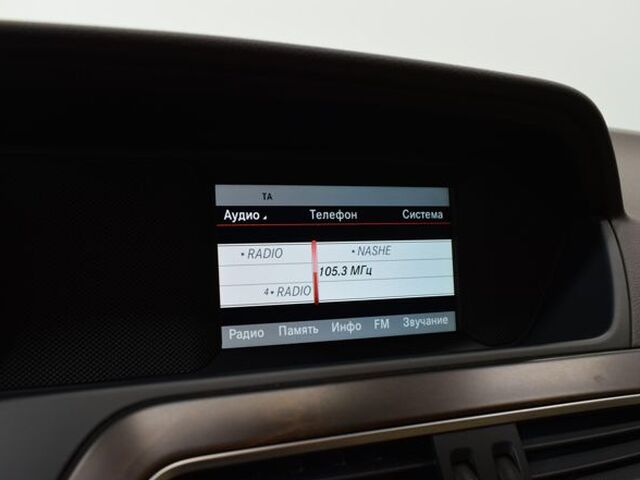 TA
Аудио Телефон Система
• RADIO • NASHE
105.3 МГц
4• RADIO
Радио Память Инфо FM Звучание